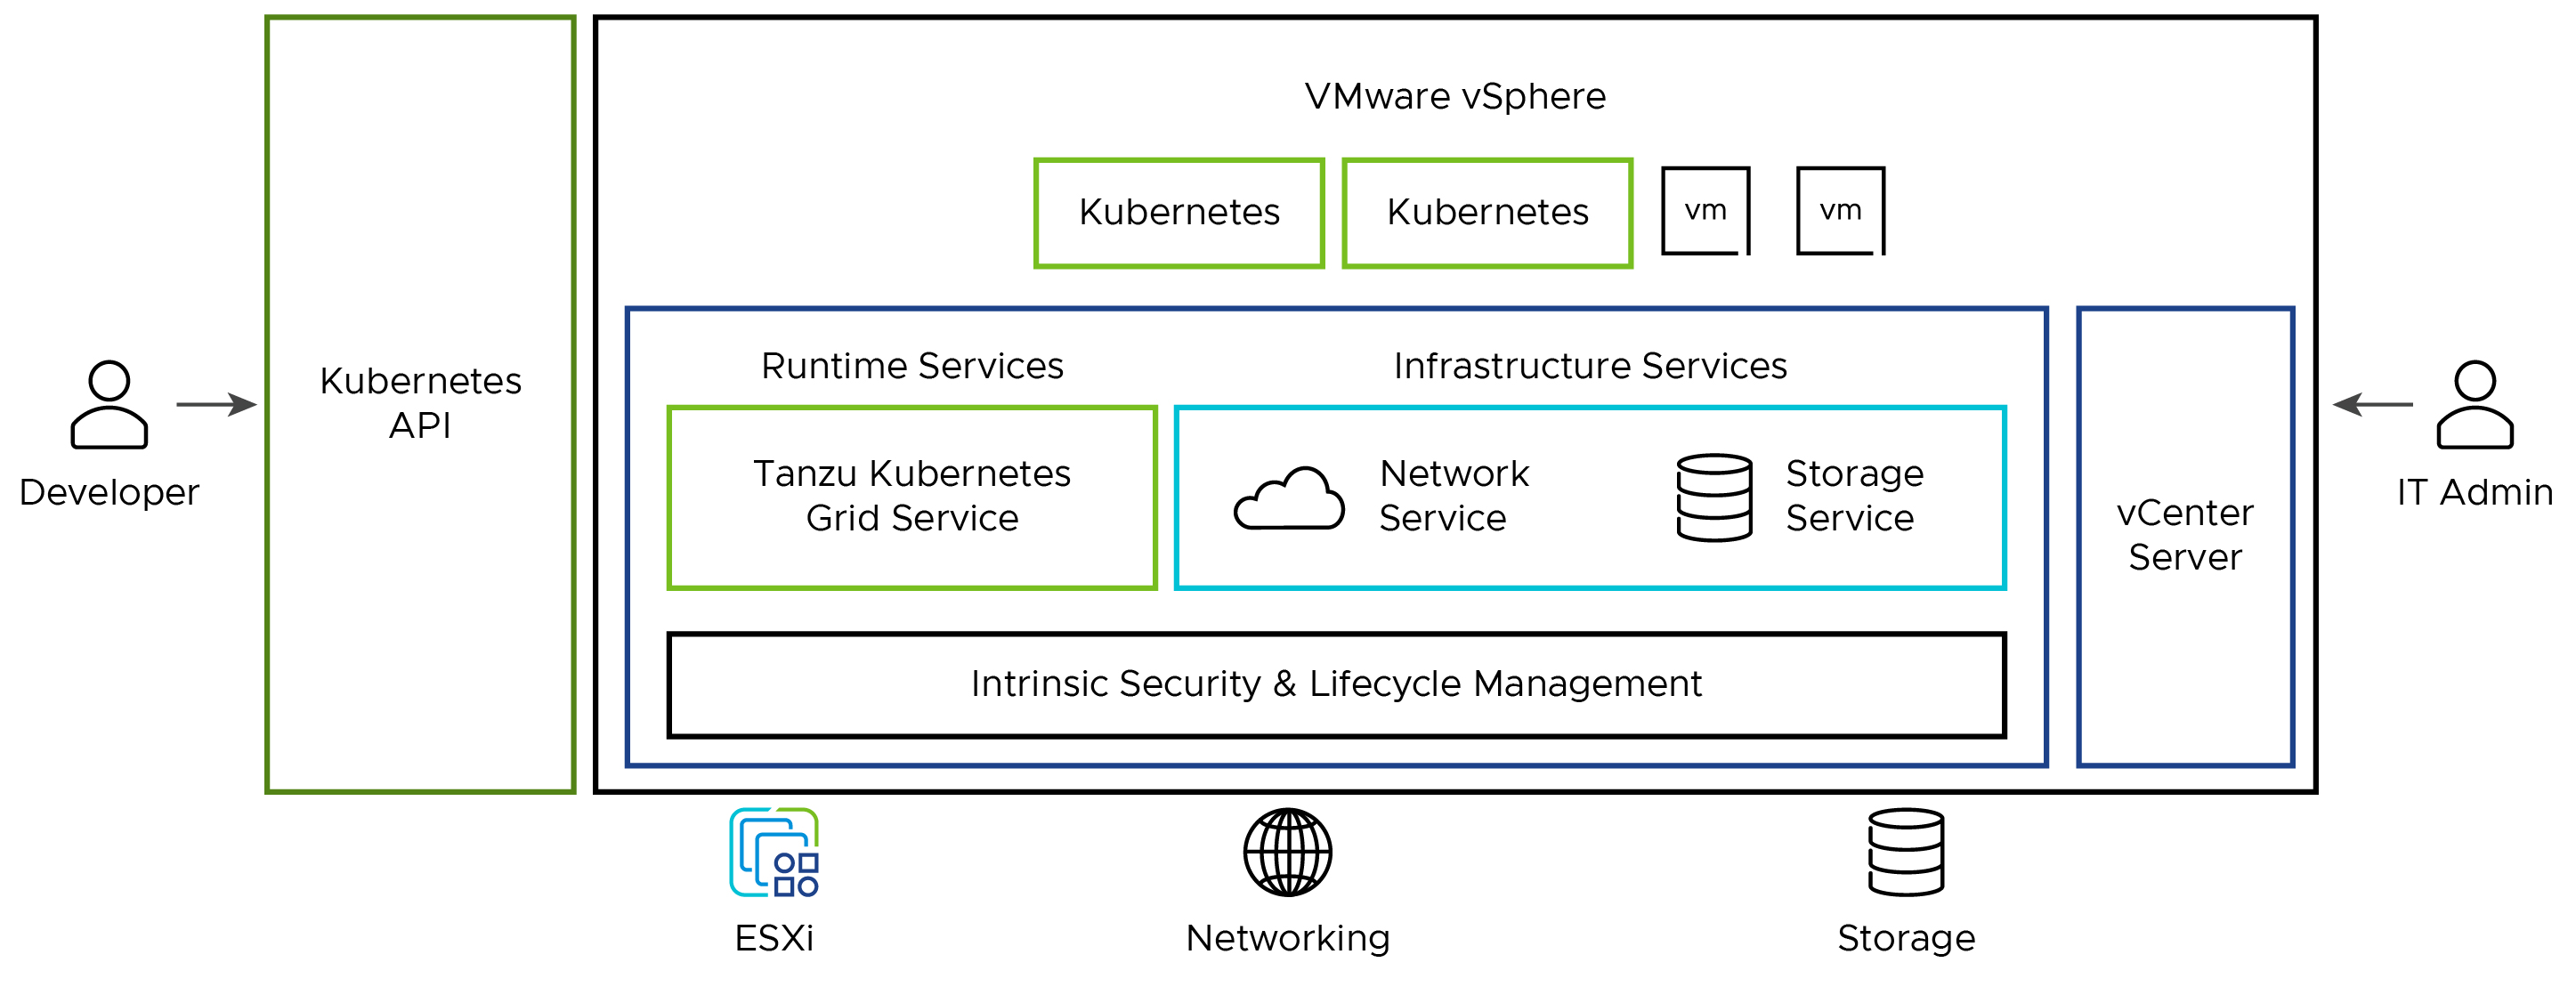 VMware vSphere
Kubernetes
Kubernetes
vm
vm
Kubernetes
API
Developer
Runtime Services
Infrastructure Services
Tanzu Kubernetes
Grid Service
Network
Service
Storage
Service
Intrinsic Security & Lifecycle Management
vCenter
Server
IT Admin
ESXi
Networking
Storage